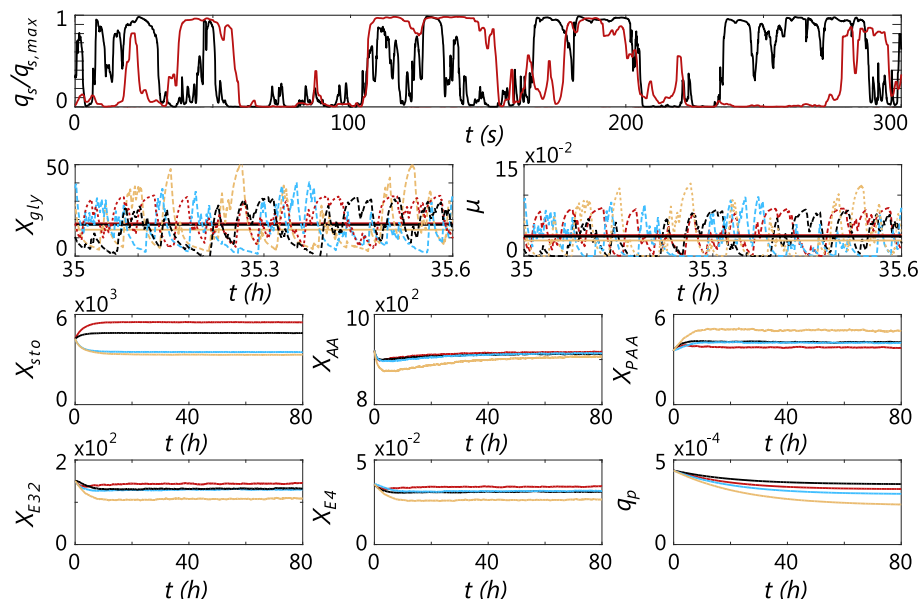 1
q_s/q_s,max
0
0 100 200 300
t (s)
50 15 x10^-2
X_gly μ
0 0
35 35.3 35.6 35 35.3 35.6
t (h) t (h)
6 x10^3 10 x10^2 6
X_sto X_AA X_PAA
0 8 0
0 40 80 0 40 80 0 40 80
t (h) t (h) t (h)
2 x10^2 5 x10^-2 5 x10^-4
X_E32 X_E4 q_p
0 0 0
0 40 80 0 40 80 0 40 80
t (h) t (h) t (h)